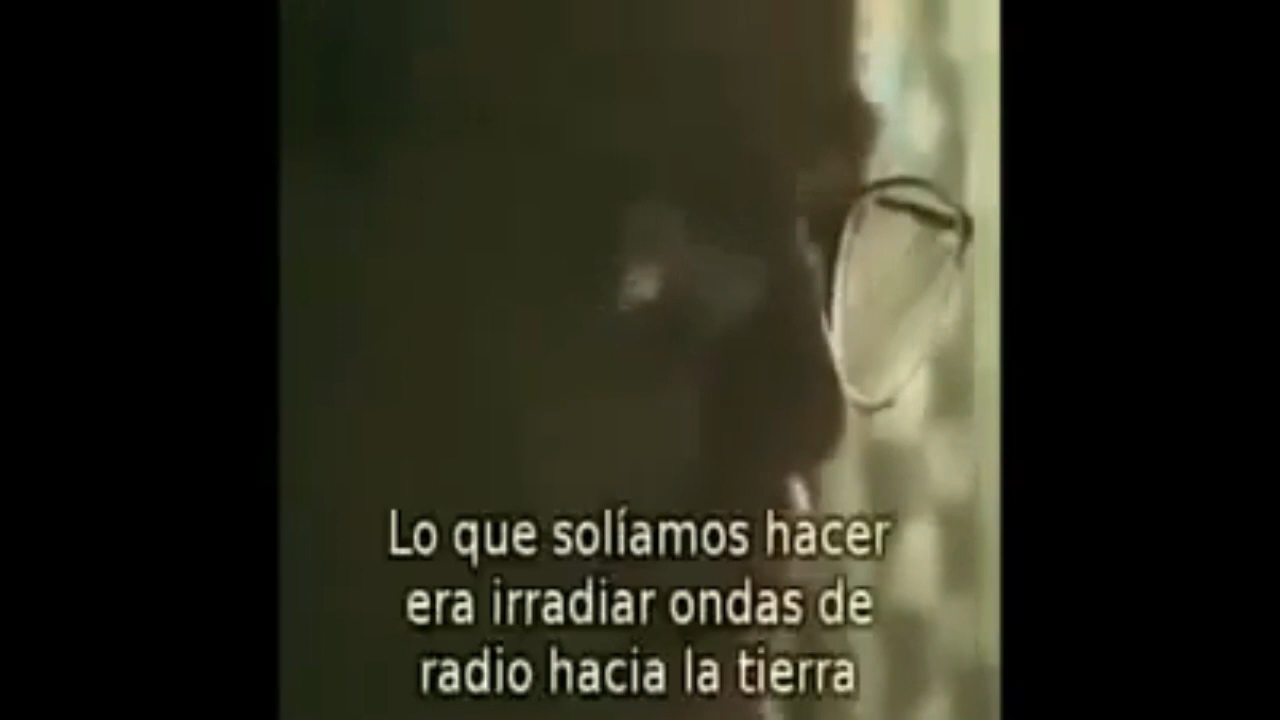 Lo que solíamos hacer
era irradiar ondas de
radio hacia la tierra